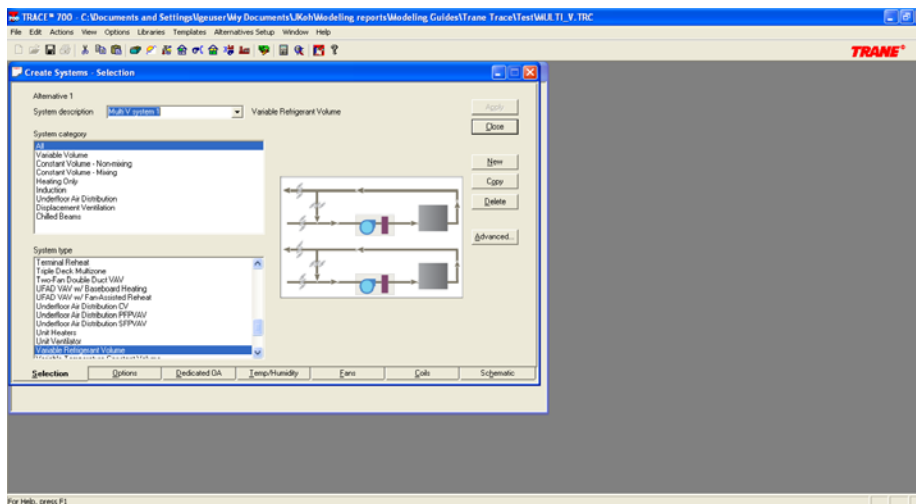 TRACE™ 700 - C:\Documents and Settings\lgeuser\My Documents\JKoh\Modeling reports\Modeling Guides\Trane Trace\Test\MULTI_V.TRC
File Edit Actions View Options Libraries Templates Alternatives Setup Window Help
TRANE®
Create Systems - Selection
Alternative 1
System description Multi V system 1 Variable Refrigerant Volume
Apply
Close
System category
All
Variable Volume
Constant Volume - Non-mixing
Constant Volume - Mixing
Heating Only
Induction
Underfloor Air Distribution
Displacement Ventilation
Chilled Beams
New
Copy
Delete
Advanced...
System type
Terminal Reheat
Triple Deck Multizone
Two-Fan Double Duct VAV
UFAD VAV w/ Baseboard Heating
UFAD VAV w/ Fan-Assisted Reheat
Underfloor Air Distribution CV
Underfloor Air Distribution PFPVAV
Underfloor Air Distribution SFPVAV
Unit Heaters
Unit Ventilator
Variable Refrigerant Volume
Variable Temperature Constant Volume
Selection Options Dedicated OA Temp/Humidity Fans Coils Schematic
For Help, press F1